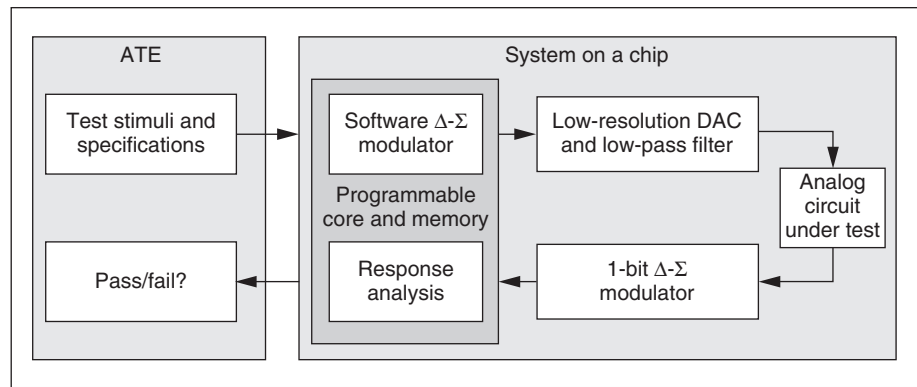 ATE
System on a chip
Test stimuli and
specifications
Software Δ-Σ
modulator
Low-resolution DAC
and low-pass filter
Analog
circuit
under test
Programmable
core and memory
Pass/fail?
Response
analysis
1-bit Δ-Σ
modulator